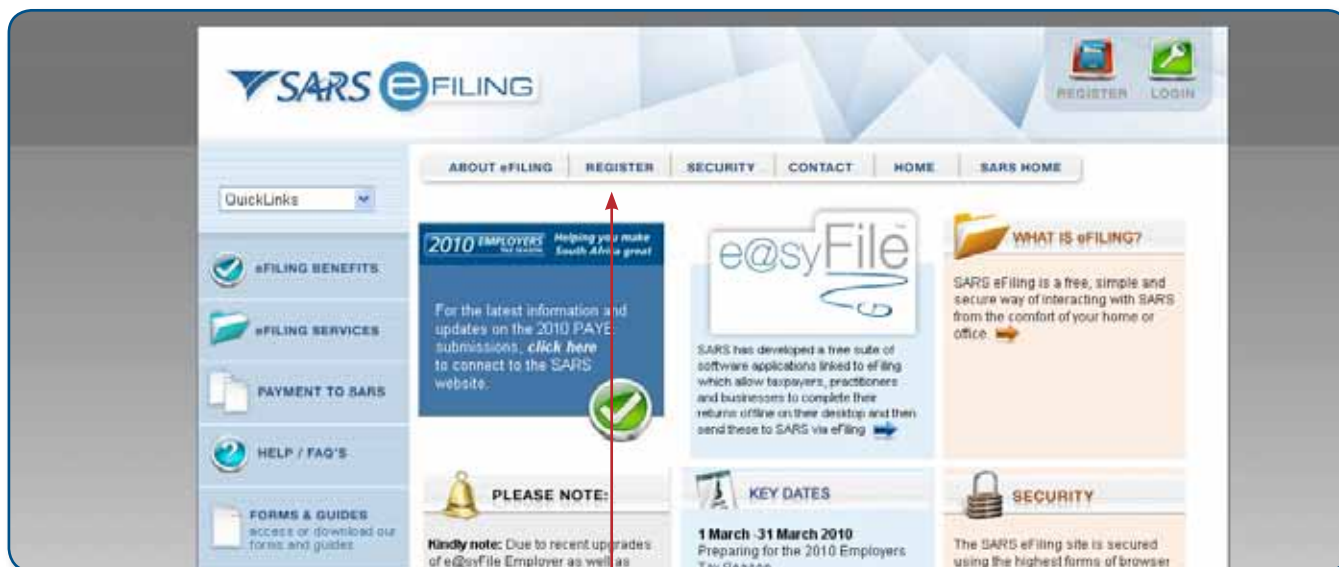 SARS eFILING
REGISTER
LOGIN
ABOUT eFILING
REGISTER
SECURITY
CONTACT
HOME
SARS HOME
QuickLinks
eFILING BENEFITS
eFILING SERVICES
PAYMENT TO SARS
HELP / FAQ'S
FORMS & GUIDES
access or download our
forms and guides
2010 EMPLOYERS
TAX SEASON
Helping you make
South Africa great
For the latest information and
updates on the 2010 PAYE
submissions, click here
to connect to the SARS
website.
e@syFile™
SARS has developed a free suite of
software applications linked to eFiling
which allow taxpayers, practitioners
and businesses to complete their
returns offline on their desktop and then
send these to SARS via eFiling
WHAT IS eFILING?
SARS eFiling is a free, simple and
secure way of interacting with SARS
from the comfort of your home or
office.
PLEASE NOTE:
Kindly note: Due to recent upgrades
of e@syFile Employer as well as
KEY DATES
1 March -31 March 2010
Preparing for the 2010 Employers
Tax Season
SECURITY
The SARS eFiling site is secured
using the highest forms of browser